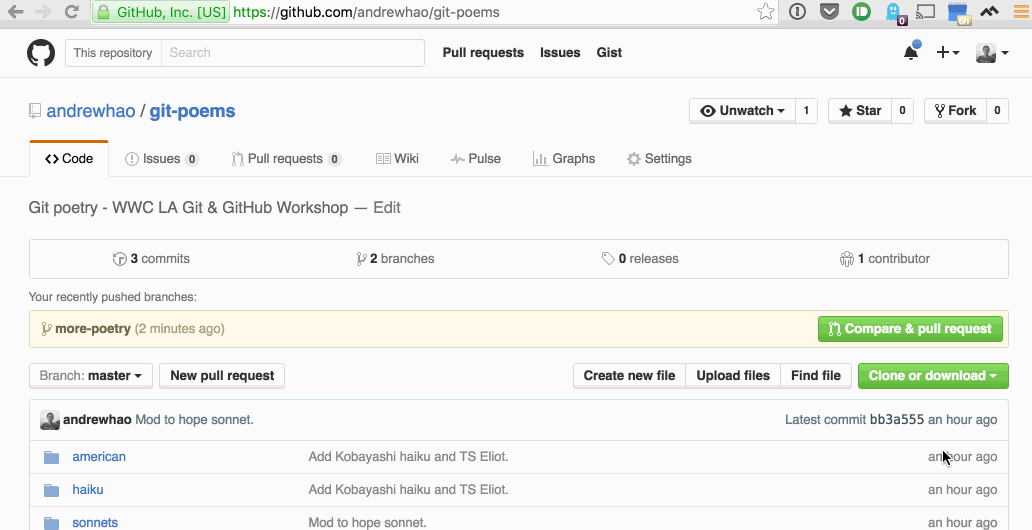 GitHub, Inc. [US] https://github.com/andrewhao/git-poems
0 on
This repository Search Pull requests Issues Gist
andrewhao / git-poems Unwatch 1 Star 0 Fork 0
Code Issues 0 Pull requests 0 Wiki Pulse Graphs Settings
Git poetry - WWC LA Git & GitHub Workshop — Edit
3 commits 2 branches 0 releases 1 contributor
Your recently pushed branches:
more-poetry (2 minutes ago) Compare & pull request
Branch: master New pull request Create new file Upload files Find file Clone or download
andrewhao Mod to hope sonnet. Latest commit bb3a555 an hour ago
american Add Kobayashi haiku and TS Eliot. an hour ago
haiku Add Kobayashi haiku and TS Eliot. an hour ago
sonnets Mod to hope sonnet. an hour ago